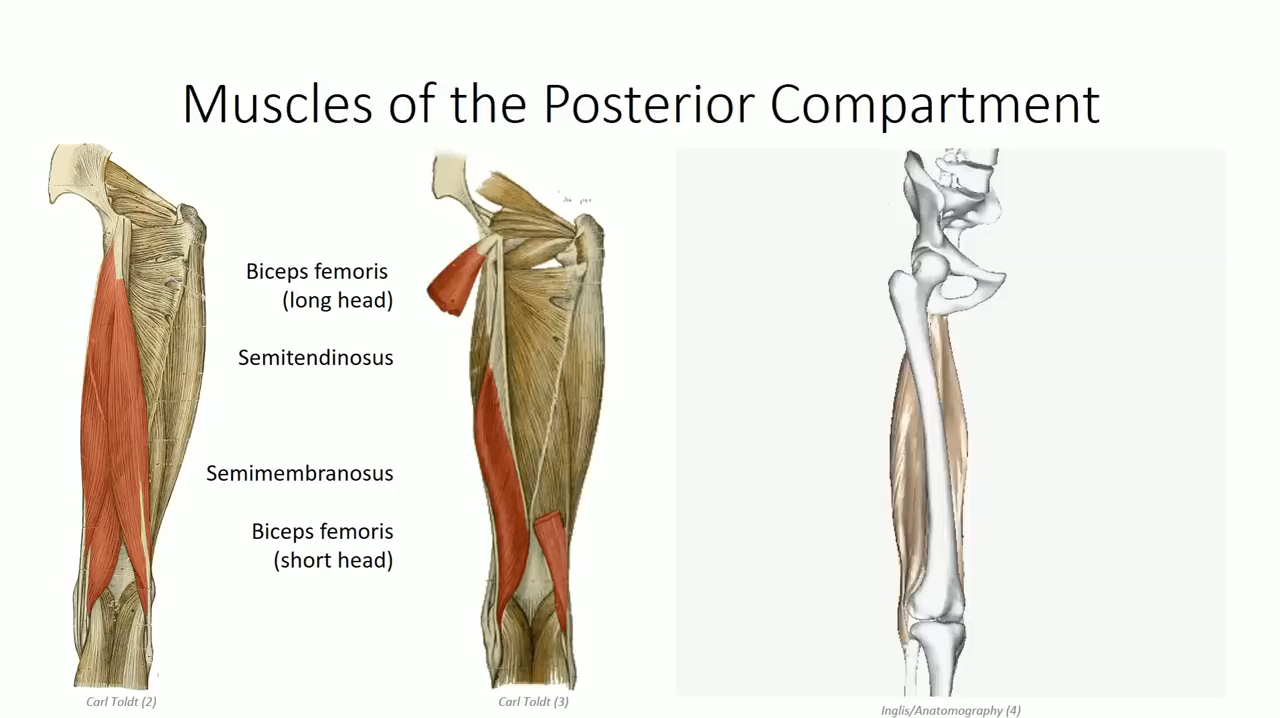 Muscles of the Posterior Compartment
Biceps femoris
(long head)
Semitendinosus
Semimembranosus
Biceps femoris
(short head)
Carl Toldt (2)
Carl Toldt (3)
Inglis/Anatomography (4)